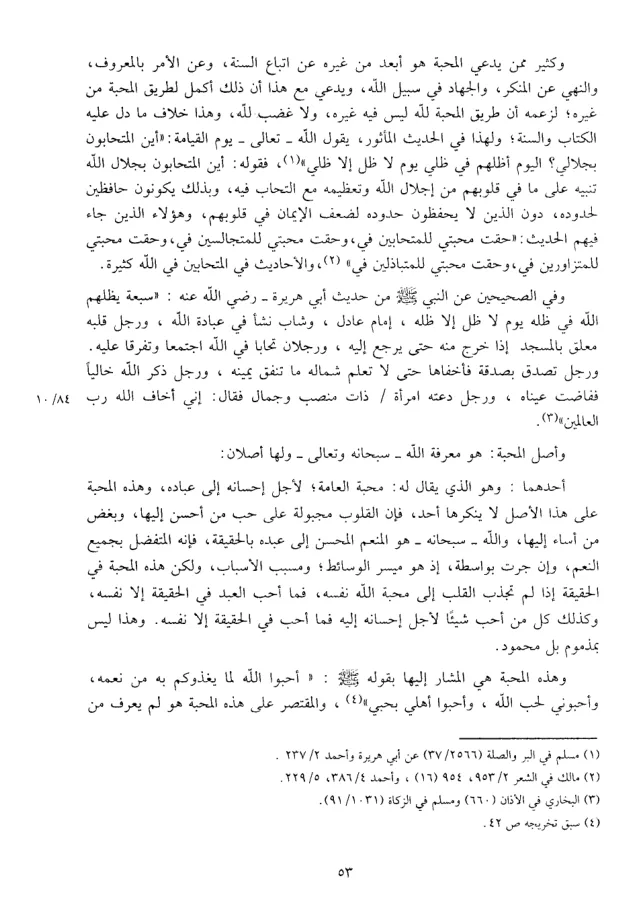 وكثير ممن يدعي المحبة هو أبعد من غيره عن اتباع السنة، وعن الأمر بالمعروف،
والنهي عن المنكر، والجهاد في سبيل الله، ويدعي مع هذا أن ذلك أكمل لطريق المحبة من
غيره؛ لزعمه أن طريق المحبة لله ليس فيه غيره، ولا غضب لله، وهذا خلاف ما دل عليه
الكتاب والسنة؛ ولهذا في الحديث المأثور، يقول الله ـ تعالى ـ يوم القيامة: «أين المتحابون
بجلالي؟ اليوم أظلهم في ظلي يوم لا ظل إلا ظلي»(١)، فقوله: أين المتحابون بجلال الله
تنبيه على ما في قلوبهم من إجلال الله وتعظيمه مع التحاب فيه، وبذلك يكونون حافظين
لحدوده، دون الذين لا يحفظون حدوده لضعف الإيمان في قلوبهم، وهؤلاء الذين جاء
فيهم الحديث: «حقت محبتي للمتحابين في، وحقت محبتي للمتجالسين في، وحقت محبتي
للمتزاورين في، وحقت محبتي للمتباذلين في» (٢)، والأحاديث في المتحابين في الله كثيرة.
وفي الصحيحين عن النبي ﷺ من حديث أبي هريرة ـ رضي الله عنه : «سبعة يظلهم
الله في ظله يوم لا ظل إلا ظله ، إمام عادل ، وشاب نشأ في عبادة الله ، ورجل قلبه
معلق بالمسجد إذا خرج منه حتى يرجع إليه ، ورجلان تحابا في الله اجتمعا وتفرقا عليه.
ورجل تصدق بصدقة فأخفاها حتى لا تعلم شماله ما تنفق يمينه ، ورجل ذكر الله خالياً
ففاضت عيناه ، ورجل دعته امرأة / ذات منصب وجمال فقال: إني أخاف الله رب
١٠/٨٤
العالمين»(٣).
وأصل المحبة: هو معرفة الله ـ سبحانه وتعالى ـ ولها أصلان:
أحدهما : وهو الذي يقال له: محبة العامة؛ لأجل إحسانه إلى عباده، وهذه المحبة
على هذا الأصل لا ينكرها أحد، فإن القلوب مجبولة على حب من أحسن إليها، وبغض
من أساء إليها، والله ـ سبحانه ـ هو المنعم المحسن إلى عبده بالحقيقة، فإنه المتفضل بجميع
النعم، وإن جرت بواسطة، إذ هو ميسر الوسائط؛ ومسبب الأسباب، ولكن هذه المحبة في
الحقيقة إذا لم تجذب القلب إلى محبة الله نفسه، فما أحب العبد في الحقيقة إلا نفسه،
وكذلك كل من أحب شيئًا لأجل إحسانه إليه فما أحب في الحقيقة إلا نفسه. وهذا ليس
بمذموم بل محمود.
وهذه المحبة هي المشار إليها بقوله ﷺ : « أحبوا الله لما يغذوكم به من نعمه،
وأحبوني لحب الله ، وأحبوا أهلي بحبي»(٤) ، والمقتصر على هذه المحبة هو لم يعرف من
(١) مسلم في البر والصلة (٣٧/٢٥٦٦) عن أبي هريرة وأحمد ٢/ ٢٣٧ .
(٢) مالك في الشعر ٢/ ٩٥٣، ٩٥٤ (١٦) ، وأحمد ٤/ ٣٨٦، ٥/ ٢٢٩.
(٣) البخاري في الأذان (٦٦٠) ومسلم في الزكاة (٩١/١٠٣١).
(٤) سبق تخريجه ص ٤٢.
٥٣